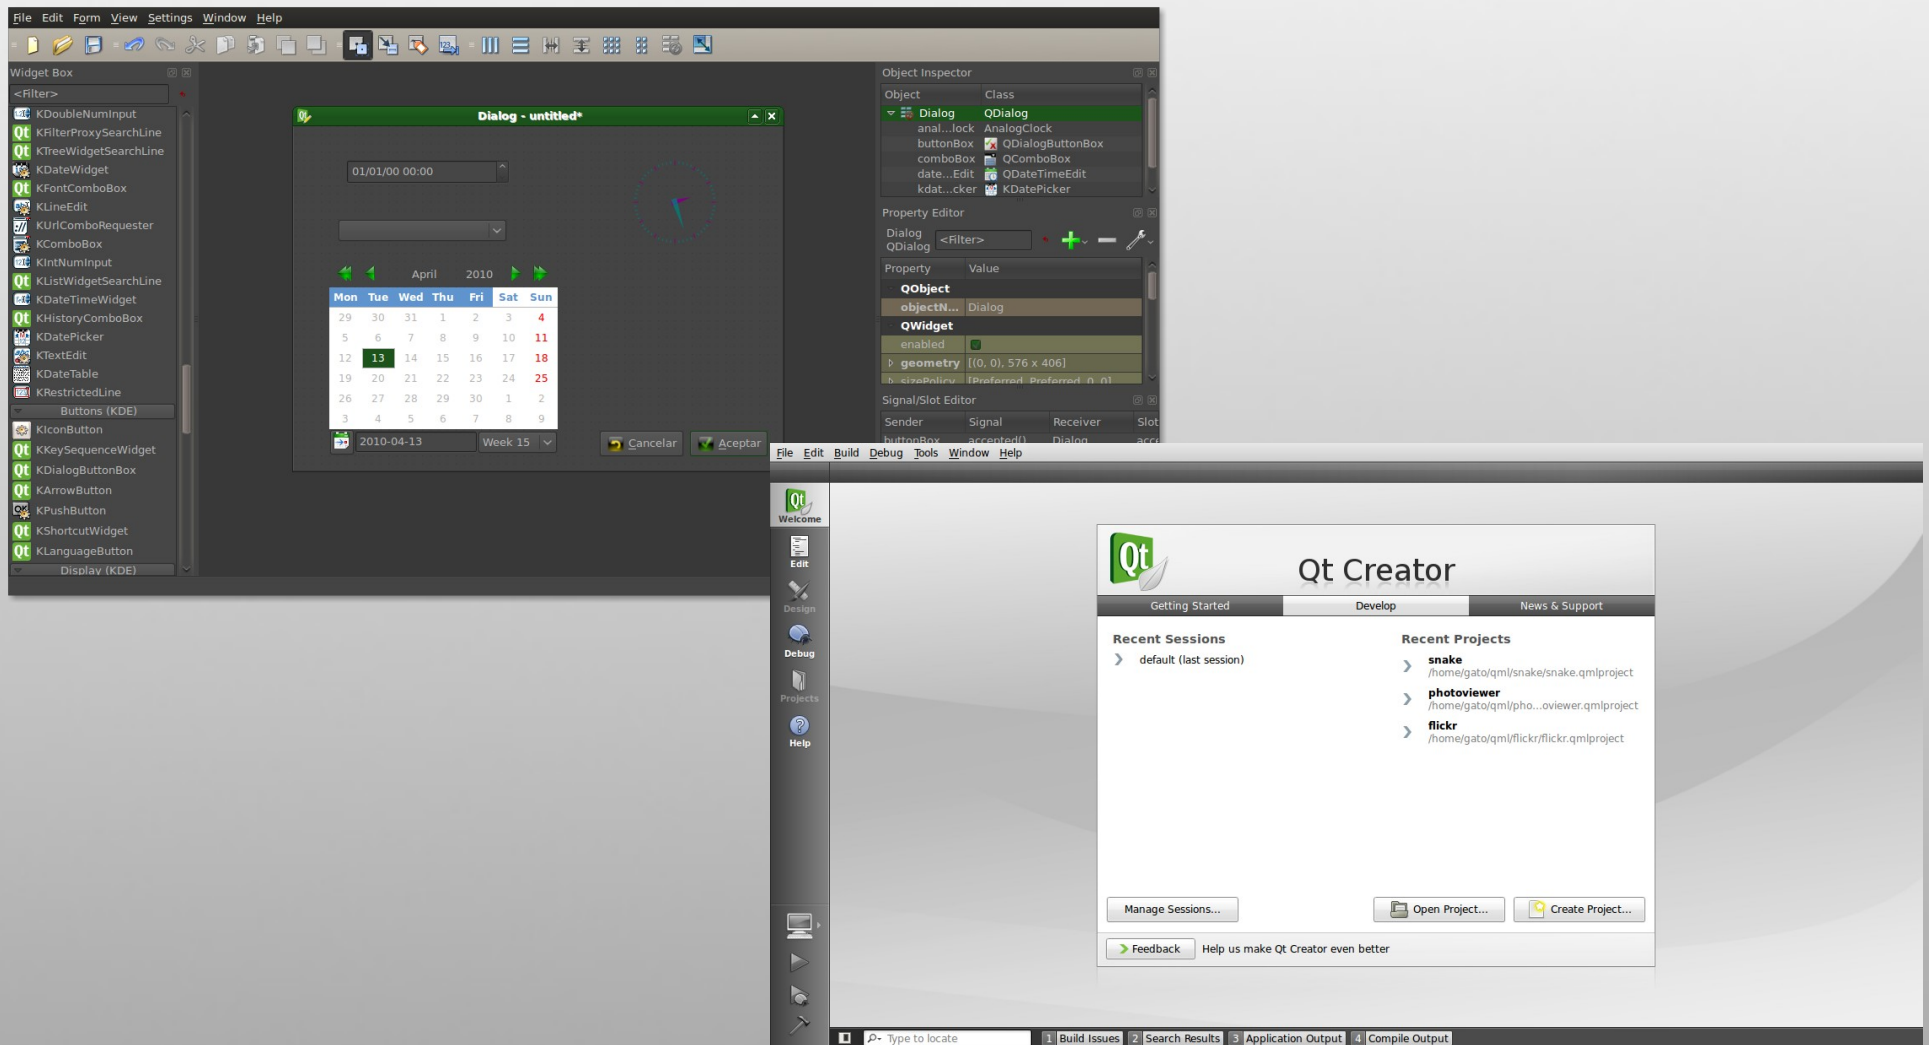 File Edit Form View Settings Window Help
Widget Box
<Filter>
KDoubleNumInput
KFilterProxySearchLine
KTreeWidgetSearchLine
KDateWidget
KFontComboBox
KLineEdit
KUrlComboRequester
KComboBox
KIntNumInput
KListWidgetSearchLine
KDateTimeWidget
KHistoryComboBox
KDatePicker
KTextEdit
KDateTable
KRestrictedLine
Buttons (KDE)
KIconButton
KKeySequenceWidget
KDialogButtonBox
KArrowButton
KPushButton
KShortcutWidget
KLanguageButton
Display (KDE)
Dialog - untitled*
01/01/00 00:00
April 2010
Mon Tue Wed Thu Fri Sat Sun
29 30 31 1 2 3 4
5 6 7 8 9 10 11
12 13 14 15 16 17 18
19 20 21 22 23 24 25
26 27 28 29 30 1 2
3 4 5 6 7 8 9
2010-04-13 Week 15
Cancelar Aceptar
Object Inspector
Object Class
Dialog QDialog
anal...lock AnalogClock
buttonBox QDialogButtonBox
comboBox QComboBox
date...Edit QDateTimeEdit
kdat...cker KDatePicker
Property Editor
Dialog
QDialog
<Filter>
Property Value
QObject
objectN... Dialog
QWidget
enabled
geometry [(0, 0), 576 x 406]
sizePolicy [Preferred, Preferred, 0, 0]
Signal/Slot Editor
Sender Signal Receiver Slot
buttonBox accepted() Dialog acce
File Edit Build Debug Tools Window Help
Qt
Welcome
Edit
Design
Debug
Projects
Help
Qt
Qt Creator
Getting Started Develop News & Support
Recent Sessions
default (last session)
Recent Projects
snake
/home/gato/qml/snake/snake.qmlproject
photoviewer
/home/gato/qml/pho...oviewer.qmlproject
flickr
/home/gato/qml/flickr/flickr.qmlproject
Manage Sessions... Open Project... Create Project...
Feedback Help us make Qt Creator even better
Type to locate 1 Build Issues 2 Search Results 3 Application Output 4 Compile Output